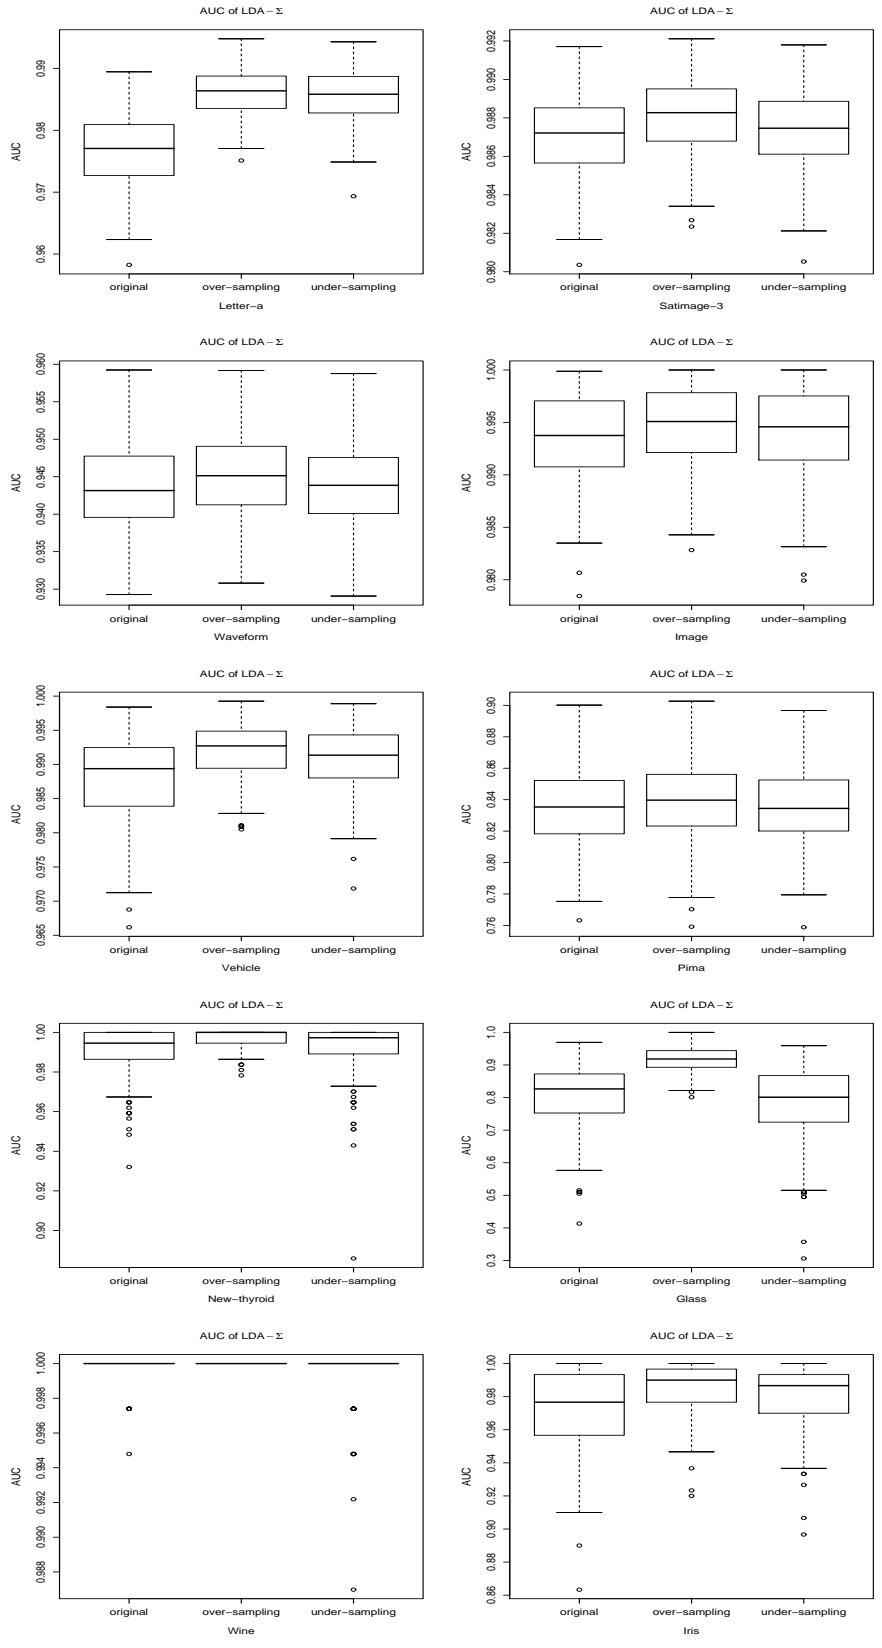 AUC of LDA − Σ
AUC
0.96 0.97 0.98 0.99
original over−sampling under−sampling
Letter−a
AUC of LDA − Σ
AUC
0.980 0.982 0.984 0.986 0.988 0.990 0.992
original over−sampling under−sampling
Satimage−3
AUC of LDA − Σ
AUC
0.930 0.935 0.940 0.945 0.950 0.955 0.960
original over−sampling under−sampling
Waveform
AUC of LDA − Σ
AUC
0.980 0.985 0.990 0.995 1.000
original over−sampling under−sampling
Image
AUC of LDA − Σ
AUC
0.965 0.970 0.975 0.980 0.985 0.990 0.995 1.000
original over−sampling under−sampling
Vehicle
AUC of LDA − Σ
AUC
0.76 0.78 0.80 0.82 0.84 0.86 0.88 0.90
original over−sampling under−sampling
Pima
AUC of LDA − Σ
AUC
0.90 0.92 0.94 0.96 0.98 1.00
original over−sampling under−sampling
New−thyroid
AUC of LDA − Σ
AUC
0.3 0.4 0.5 0.6 0.7 0.8 0.9 1.0
original over−sampling under−sampling
Glass
AUC of LDA − Σ
AUC
0.988 0.990 0.992 0.994 0.996 0.998 1.000
original over−sampling under−sampling
Wine
AUC of LDA − Σ
AUC
0.86 0.88 0.90 0.92 0.94 0.96 0.98 1.00
original over−sampling under−sampling
Iris